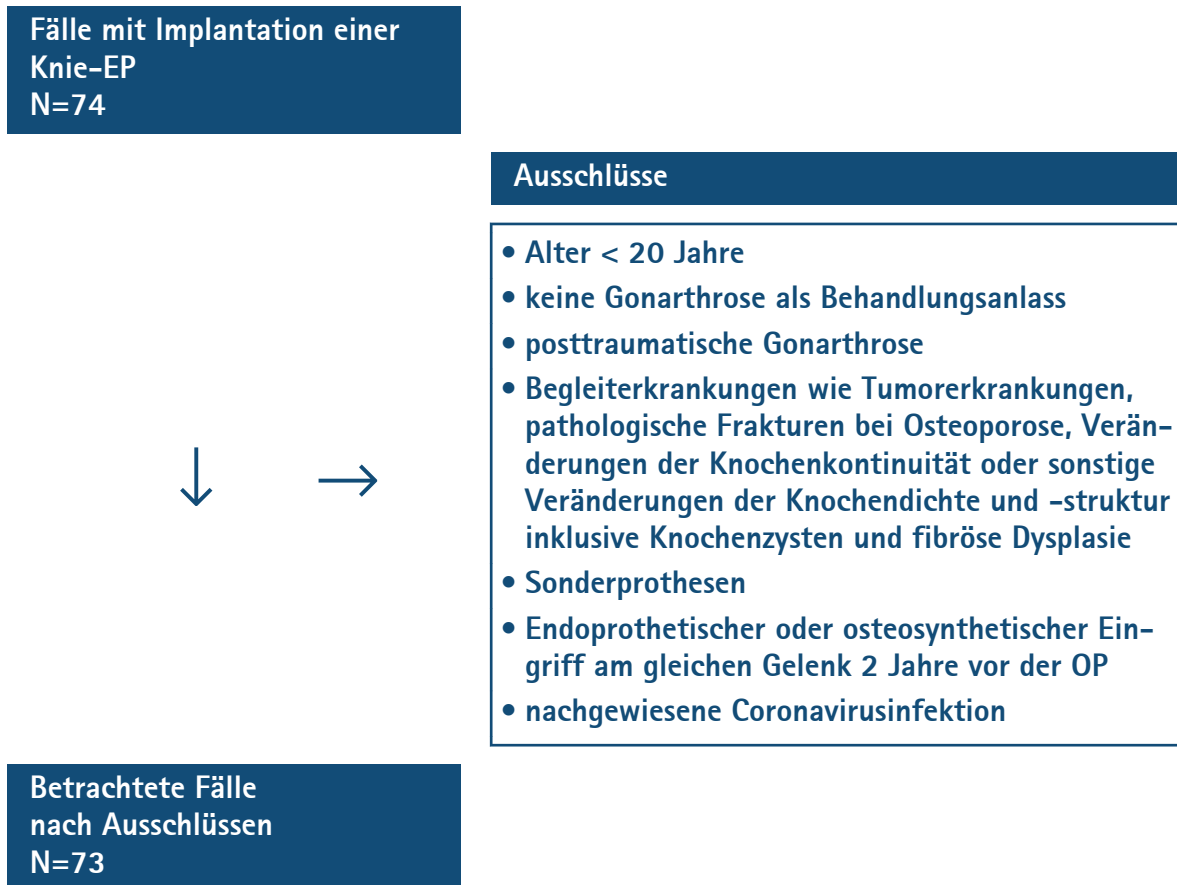 Fälle mit Implantation einer
Knie-EP
N=74
Ausschlüsse
• Alter < 20 Jahre
• keine Gonarthrose als Behandlungsanlass
• posttraumatische Gonarthrose
• Begleiterkrankungen wie Tumorerkrankungen,
pathologische Frakturen bei Osteoporose, Verän-
derungen der Knochenkontinuität oder sonstige
Veränderungen der Knochendichte und -struktur
inklusive Knochenzysten und fibröse Dysplasie
• Sonderprothesen
• Endoprothetischer oder osteosynthetischer Ein-
griff am gleichen Gelenk 2 Jahre vor der OP
• nachgewiesene Coronavirusinfektion
Betrachtete Fälle
nach Ausschlüssen
N=73